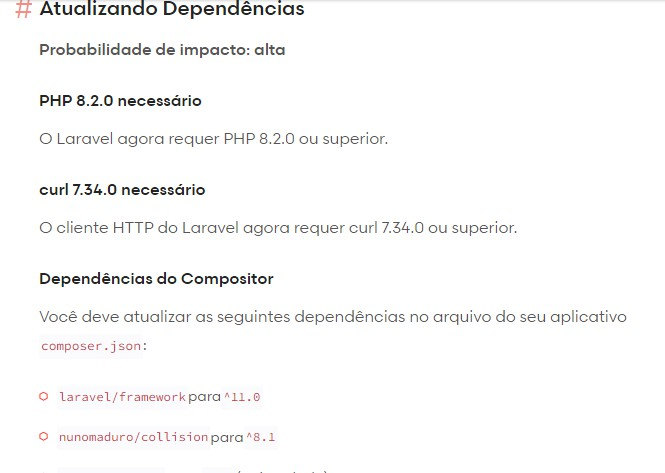 # Atualizando Dependências
Probabilidade de impacto: alta
PHP 8.2.0 necessário
O Laravel agora requer PHP 8.2.0 ou superior.
curl 7.34.0 necessário
O cliente HTTP do Laravel agora requer curl 7.34.0 ou superior.
Dependências do Compositor
Você deve atualizar as seguintes dependências no arquivo do seu aplicativo
composer.json:
laravel/framework para ^11.0
nunomaduro/collision para ^8.1